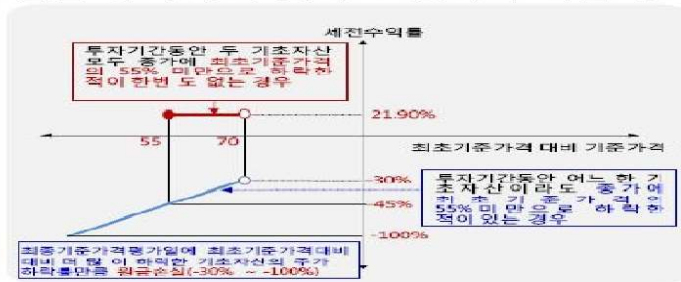 세전수익률
투자기간동안 두 기초자산
모두 종가에 최초기준가격
의 55% 미만으로 하락한
적이 한번 도 없는 경우
21.90%
55
70
최초기준가격 대비 기준가격
-30%
투자기간동안 어느 한 기
초자산이라도 종가에
최초기준가격의
55%미만으로 하락한
적이 있는 경우
-45%
-100%
최종기준가격평가일에 최초기준가격대비
대비 더 많이 하락한 기초자산의 주가
하락률만큼 원금손실(-30% ~ -100%)